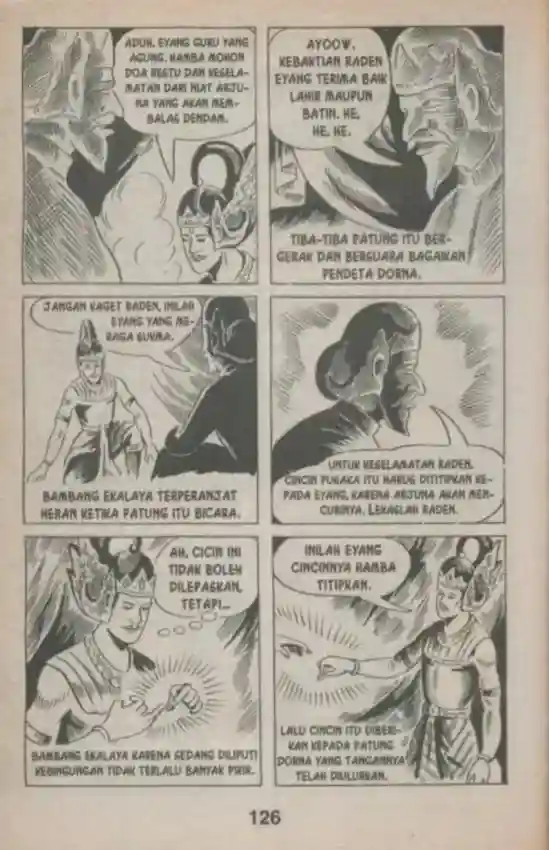 ADUH, EYANG GURU YANG
AGUNG. HAMBA MOHON
DOA RESTU DAN KESELA-
MATAN DARI NIAT ARJU-
NA YANG AKAN MEM-
BALAS DENDAM.
AYOOW.
KEBAKTIAN RADEN
EYANG TERIMA BAIK
LAHIR MAUPUN
BATIN. HE,
HE, HE.
TIBA-TIBA PATUNG ITU BER-
GERAK DAN BERSUARA BAGAIKAN
PENDETA DORNA.
JANGAN KAGET RADEN, INILAH
EYANG YANG ME-
RAGA SUKMA.
BAMBANG EKALAYA TERPERANJAT
HERAN KETIKA PATUNG ITU BICARA.
UNTUK KESELAMATAN RADEN,
CINCIN PUSAKA ITU HARUS DITITIPKAN KE-
PADA EYANG, KARENA ARJUNA AKAN MEN-
CURINYA. LEKASLAH RADEN.
AH, CICIN INI
TIDAK BOLEH
DILEPASKAN,
TETAPI...
BAMBANG EKALAYA KARENA SEDANG DILIPUTI
KEBINGUNGAN TIDAK TERLALU BANYAK PIKIR.
INILAH EYANG
CINCINNYA HAMBA
TITIPKAN.
LALU CINCIN ITU DIBERI-
KAN KEPADA PATUNG
DORNA YANG TANGANNYA
TELAH DIULURKAN.
126